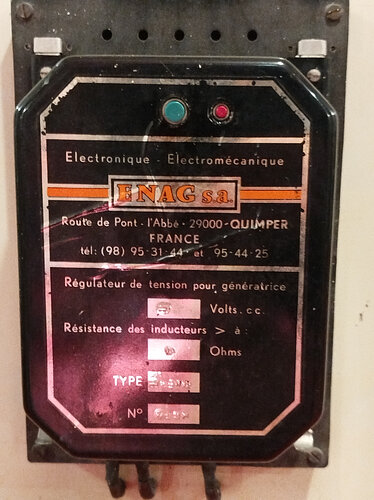 Electronique - Electromécanique
ENAG s.a.
Route de Pont - l'Abbé - 29000 - QUIMPER
FRANCE
tél: (98) 95-31-44 et 95-44-25
Régulateur de tension pour génératrice
Volts. c c.
Résistance des inducteurs > à :
Ohms
TYPE
N°